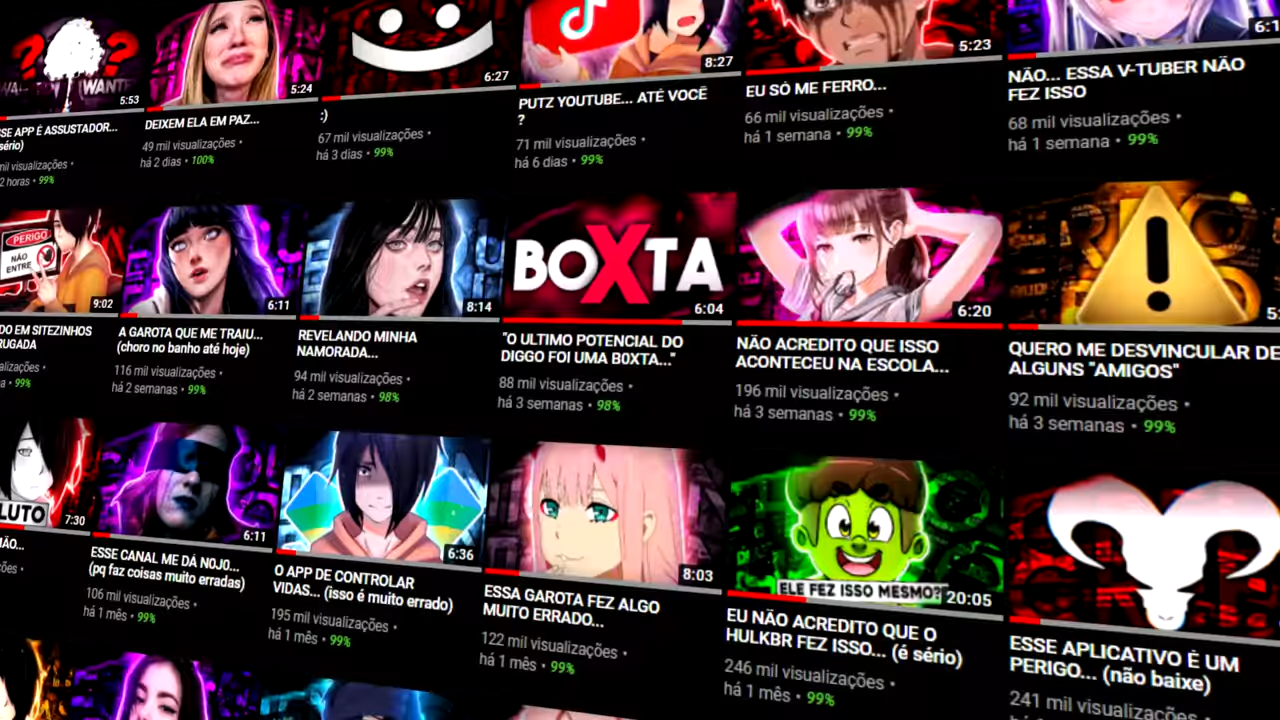 WANTE
5:53
SSE APP É ASSUSTADOR...
sério)
mil visualizações •
2 horas • 99%
5:24
DEIXEM ELA EM PAZ...
49 mil visualizações •
há 2 dias • 100%
6:27
:)
67 mil visualizações •
há 3 dias • 99%
8:27
PUTZ YOUTUBE... ATÉ VOCÊ
?
71 mil visualizações •
há 6 dias • 99%
5:23
EU SÓ ME FERRO...
66 mil visualizações •
há 1 semana • 99%
6:1
NÃO... ESSA V-TUBER NÃO
FEZ ISSO
68 mil visualizações •
há 1 semana • 99%
PERIGO
NÃO
ENTRE
9:02
DO EM SITEZINHOS
RUGADA
alizações •
a • 99%
6:11
A GAROTA QUE ME TRAIU...
(choro no banho até hoje)
116 mil visualizações •
há 2 semanas • 99%
8:14
REVELANDO MINHA
NAMORADA...
94 mil visualizações •
há 2 semanas • 98%
BOXTA
6:04
"O ULTIMO POTENCIAL DO
DIGGO FOI UMA B0XTA..."
88 mil visualizações •
há 3 semanas • 98%
6:20
NÃO ACREDITO QUE ISSO
ACONTECEU NA ESCOLA...
196 mil visualizações •
há 3 semanas • 99%
5:
QUERO ME DESVINCULAR DE
ALGUNS "AMIGOS"
92 mil visualizações •
há 3 semanas • 99%
LUTO
7:30
ÃO...
ões •
6:11
ESSE CANAL ME DÁ NOJ0...
(pq faz coisas muito erradas)
106 mil visualizações •
há 1 mês • 99%
6:36
O APP DE CONTROLAR
VIDAS... (isso é muito errado)
195 mil visualizações •
há 1 mês • 99%
8:03
ESSA GAROTA FEZ ALGO
MUITO ERRADO...
122 mil visualizações •
há 1 mês • 99%
ELE FEZ ISSO MESMO?
20:05
EU NÃO ACREDITO QUE O
HULKBR FEZ ISSO... (é sério)
246 mil visualizações •
há 1 mês • 99%
ESSE APLICATIVO É UM
PERIGO... (não baixe)
241 mil visualizações •